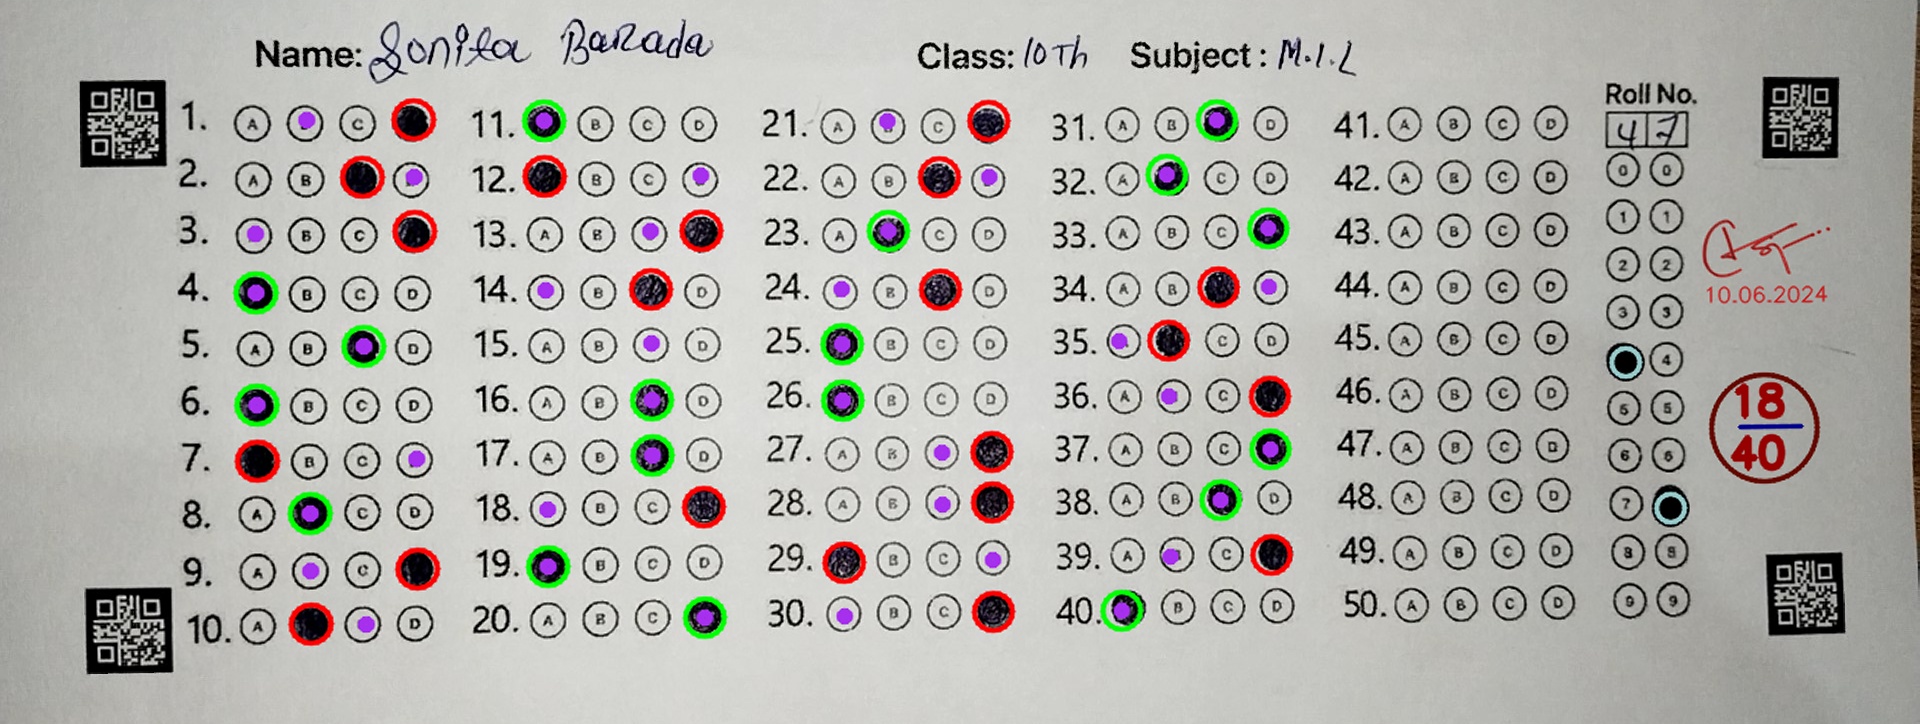 Name: Sonita BaRada Class: 10Th Subject : M.I.L
1. A C 11. B C D 21. A C 31. A B D 41. A B C D
2. A B 12. B C 22. A B 32. A C D 42. A B C D
3. B C 13. A B 23. A C D 33. A B C 43. A B C D
4. B C D 14. B D 24. B D 34. A B 44. A B C D
5. A B D 15. A B D 25. B C D 35. C D 45. A B C D
6. B C D 16. A B D 26. B C D 36. A C 46. A B C D
7. B C 17. A B D 27. A B 37. A B C 47. A B C D
8. A C D 18. B C 28. A B 38. A B D 48. A B C D
9. A C 19. B C D 29. B C 39. A C 49. A B C D
10. A D 20. A B C 30. B C 40. B C D 50. A B C D
Roll No.
4 7
0 0
1 1
2 2
3 3
4
5 5
6 6
7
8 8
9 9
10.06.2024
18
40